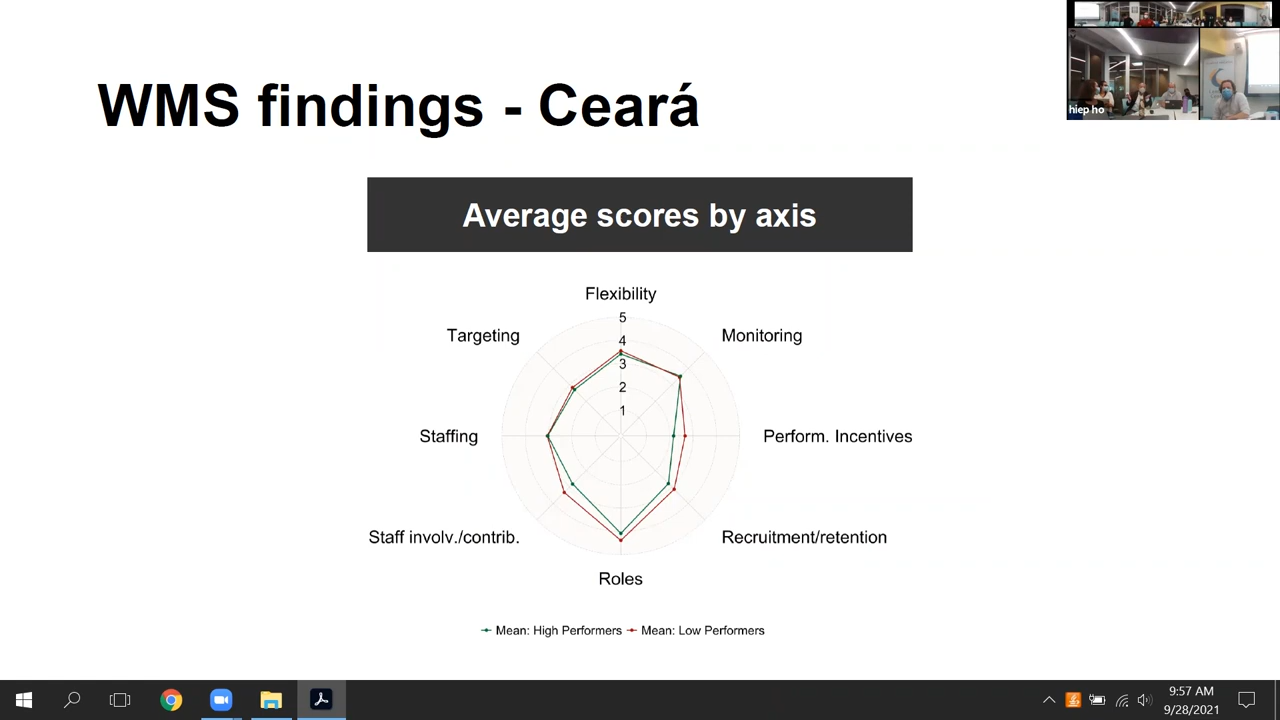 hiep ho
WMS findings - Ceará
Average scores by axis
Flexibility
5
4
3
2
1
Targeting
Monitoring
Staffing
Perform. Incentives
Staff involv./contrib.
Recruitment/retention
Roles
Mean: High Performers Mean: Low Performers
9:57 AM
9/28/2021